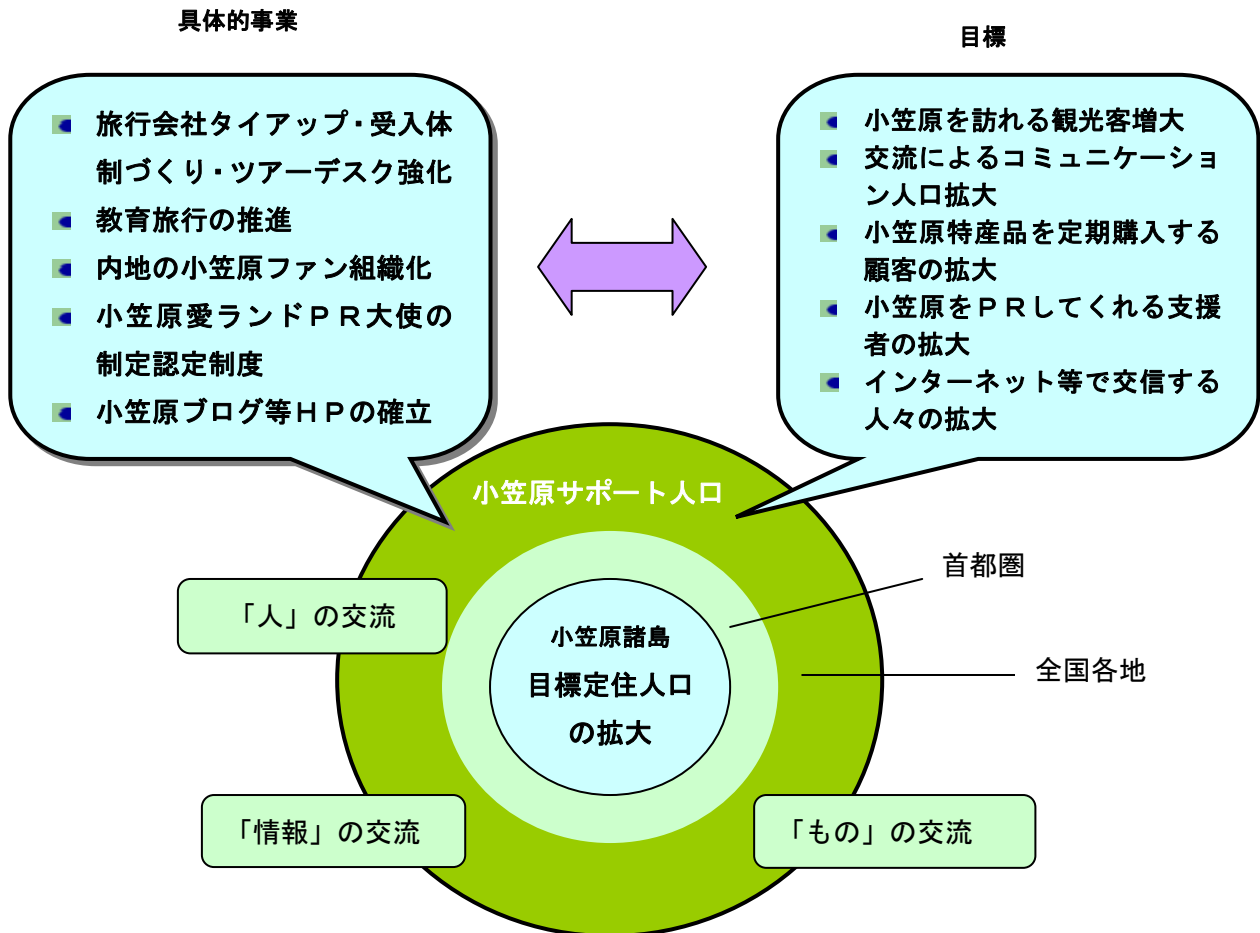 具体的事業
目標
旅行会社タイアップ・受入体
制づくり・ツアーデスク強化
教育旅行の推進
内地の小笠原ファン組織化
小笠原愛ランドＰＲ大使の
制定認定制度
小笠原ブログ等ＨＰの確立
小笠原を訪れる観光客増大
交流によるコミュニケーショ
ン人口拡大
小笠原特産品を定期購入する
顧客の拡大
小笠原をＰＲしてくれる支援
者の拡大
インターネット等で交信する
人々の拡大
小笠原サポート人口
首都圏
「人」の交流
小笠原諸島
目標定住人口
の拡大
全国各地
「情報」の交流
「もの」の交流